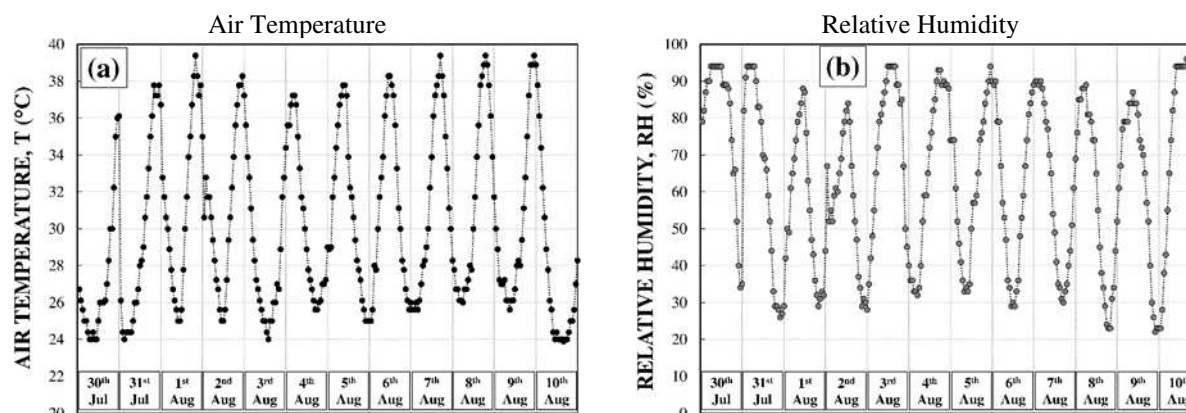 Air Temperature
Relative Humidity
AIR TEMPERATURE, T (°C)
(a)
40
38
36
34
32
30
28
26
24
22
20
30th Jul
31st Jul
1st Aug
2nd Aug
3rd Aug
4th Aug
5th Aug
6th Aug
7th Aug
8th Aug
9th Aug
10th Aug
RELATIVE HUMIDITY, RH (%)
(b)
100
90
80
70
60
50
40
30
20
10
0
30th Jul
31st Jul
1st Aug
2nd Aug
3rd Aug
4th Aug
5th Aug
6th Aug
7th Aug
8th Aug
9th Aug
10th Aug